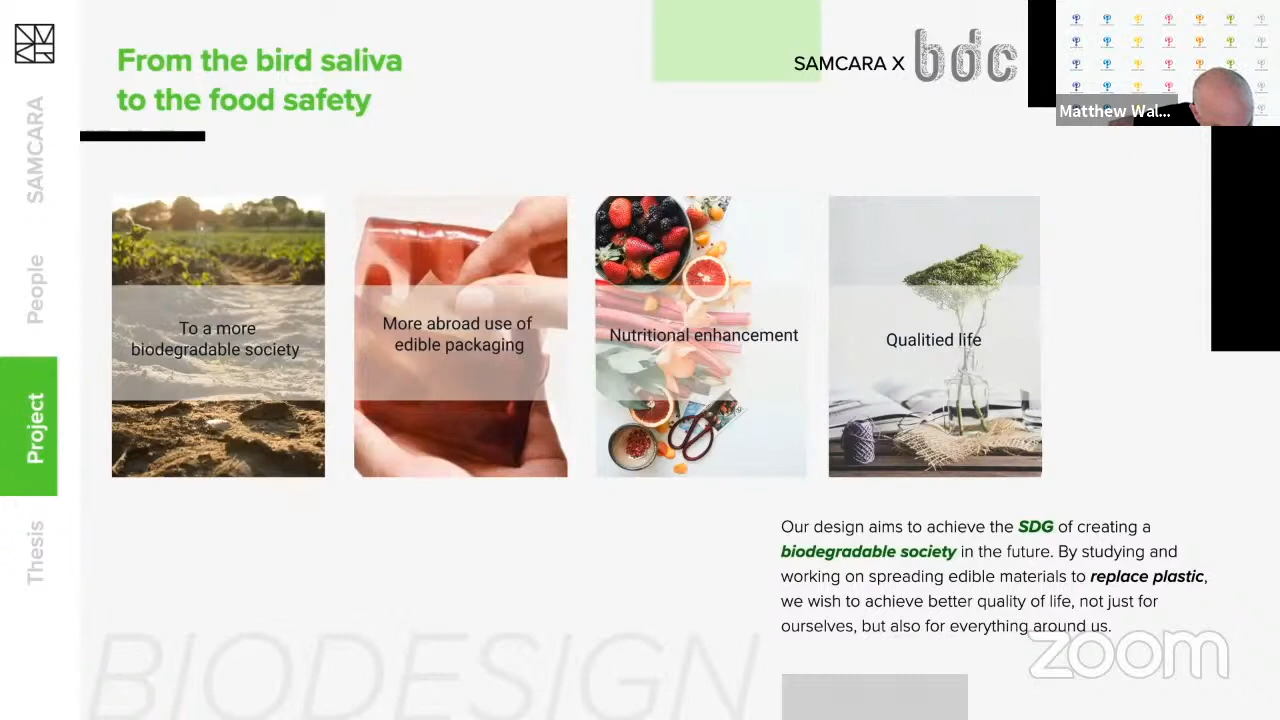 From the bird saliva
to the food safety
SAMCARA X bdc
Matthew Wal...
SAMCARA
People
Project
Thesis
To a more
biodegradable society
More abroad use of
edible packaging
Nutritional enhancement
Qualitied life
Our design aims to achieve the SDG of creating a
biodegradable society in the future. By studying and
working on spreading edible materials to replace plastic,
we wish to achieve better quality of life, not just for
ourselves, but also for everything around us.
BIODESIGN
zoom